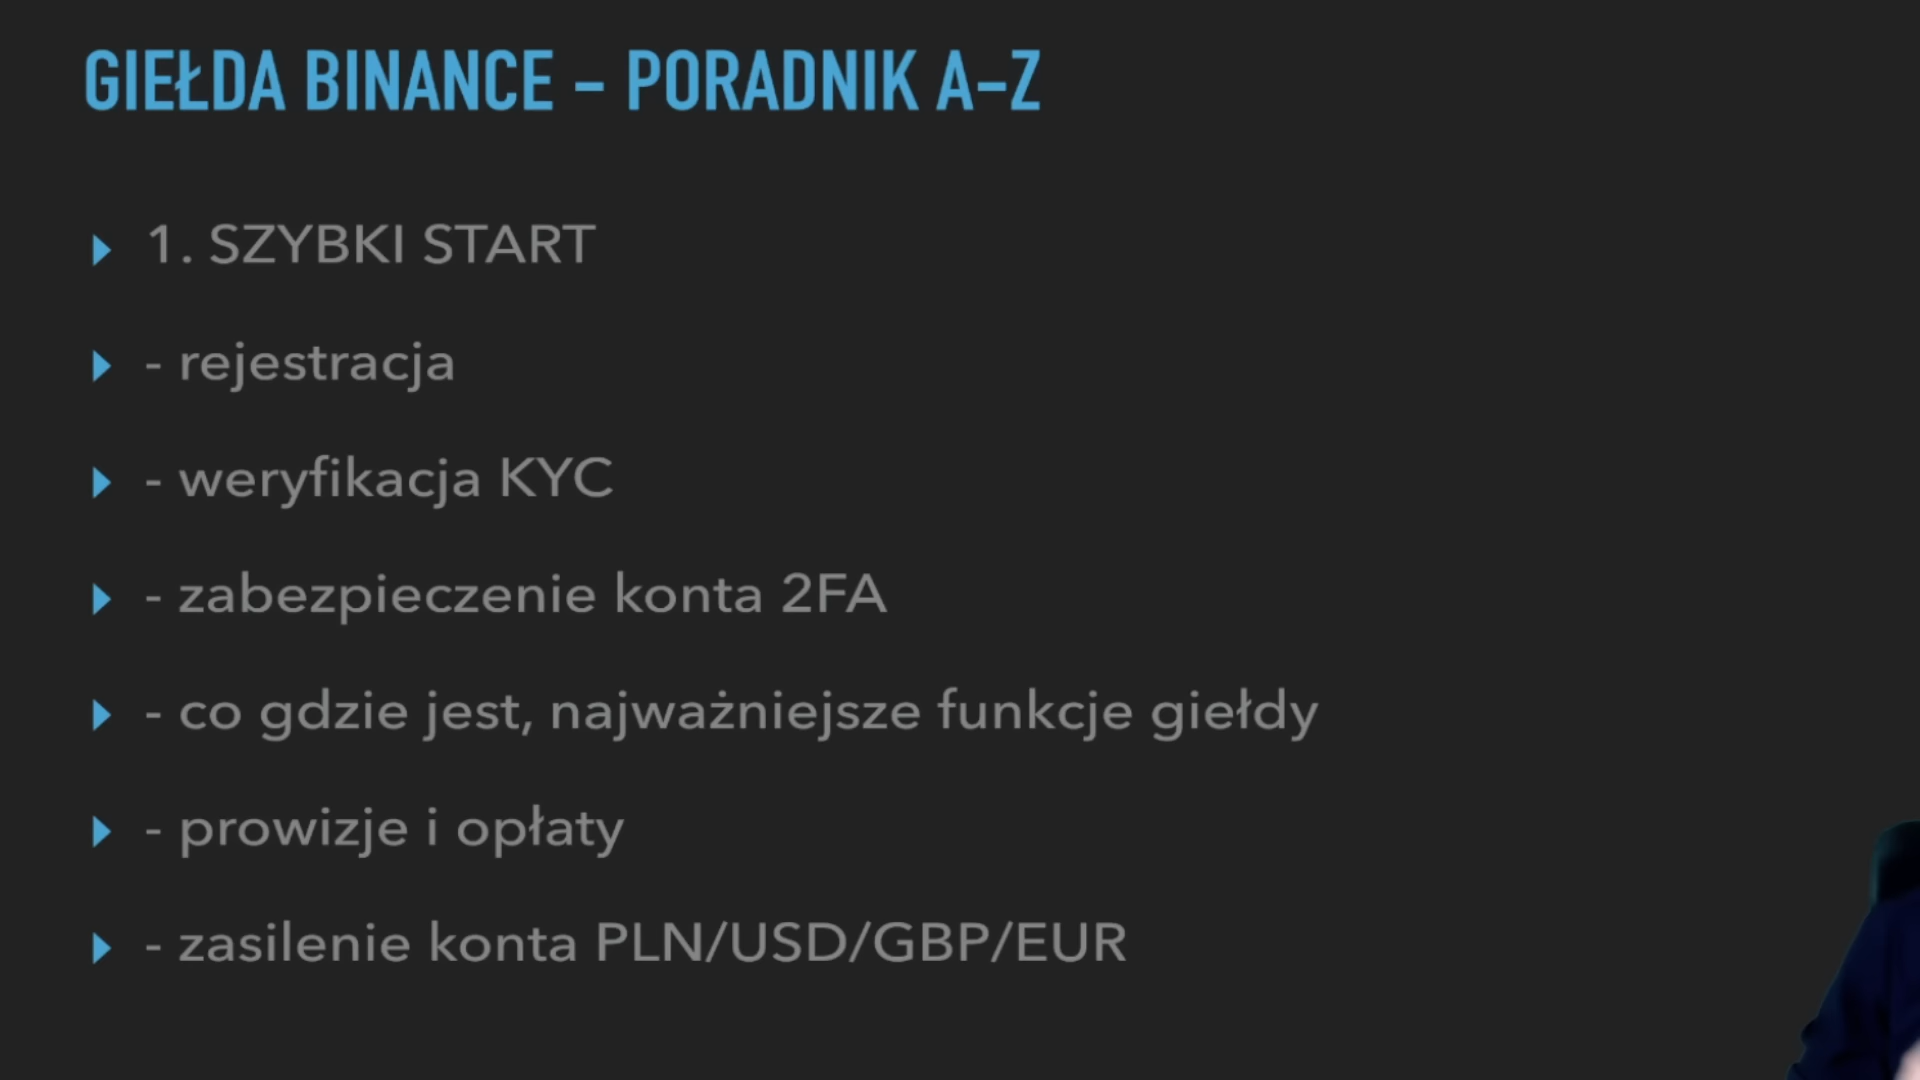 GIEŁDA BINANCE - PORADNIK A-Z
1. SZYBKI START
- rejestracja
- weryfikacja KYC
- zabezpieczenie konta 2FA
- co gdzie jest, najważniejsze funkcje giełdy
- prowizje i opłaty
- zasilenie konta PLN/USD/GBP/EUR